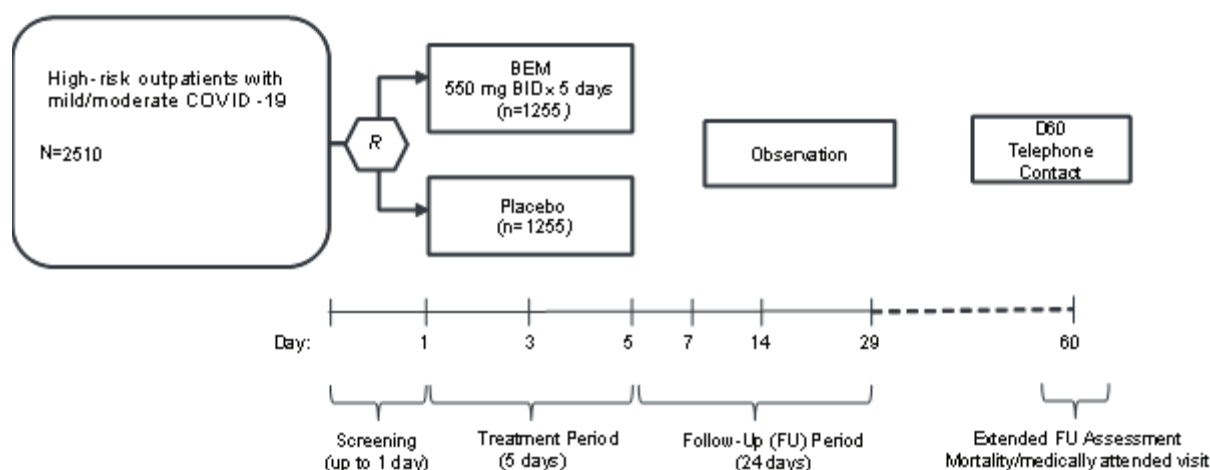 High-risk outpatients with
mild/moderate COVID -19
N=2510
R
BEM
550 mg BID x 5 days
(n=1255)
Placebo
(n=1255)
Observation
D60
Telephone
Contact
Day: 1 3 5 7 14 29 60
Screening
(up to 1 day)
Treatment Period
(5 days)
Follow-Up (FU) Period
(24 days)
Extended FU Assessment
Mortality/medically attended visit